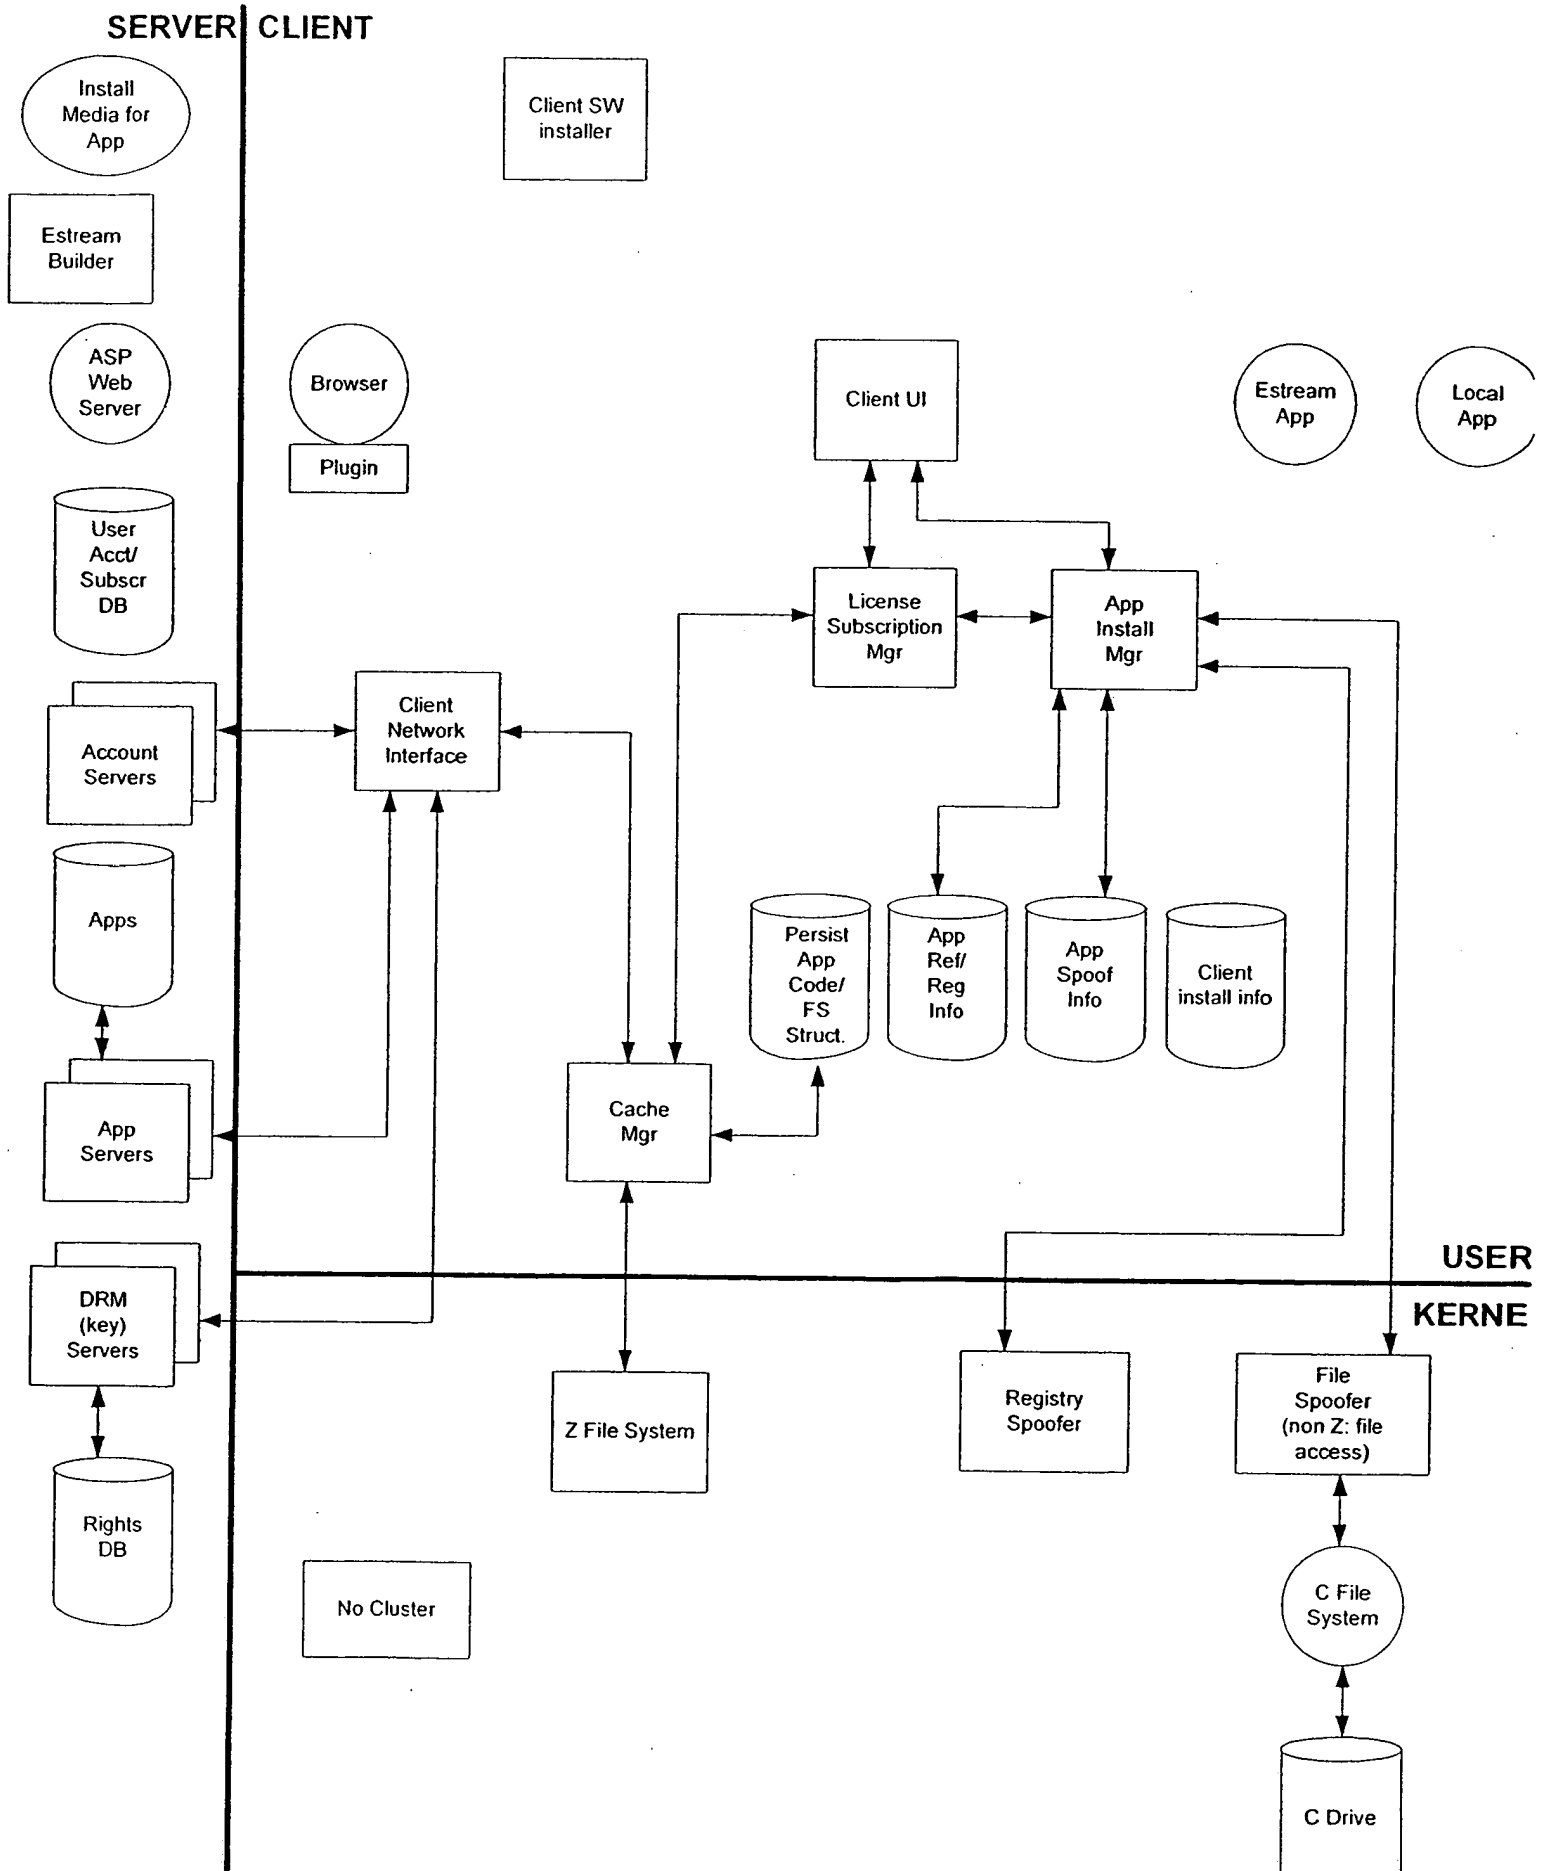 SERVER CLIENT
Install
Media for
App
Client SW
installer
Estream
Builder
ASP
Web
Server
Browser
Plugin
Client UI
Estream
App
Local
App
User
Acct/
Subscr
DB
License
Subscription
Mgr
App
Install
Mgr
Client
Network
Interface
Account
Servers
Apps
Persist
App
Code/
FS
Struct.
App
Ref/
Reg
Info
App
Spoof
Info
Client
install info
App
Servers
Cache
Mgr
USER
KERNE
DRM
(key)
Servers
Z File System
Registry
Spoofer
File
Spoofer
(non Z: file
access)
Rights
DB
No Cluster
C File
System
C Drive